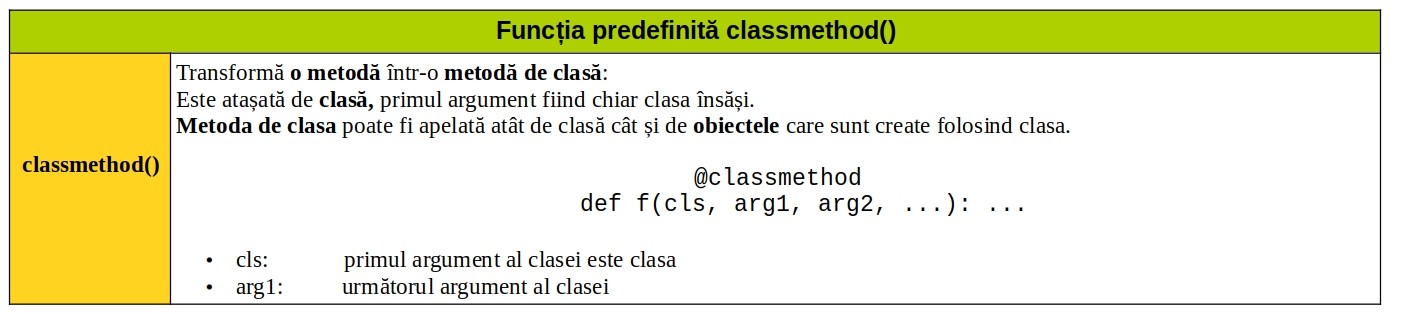 Funcția predefinită classmethod()
Transformă o metodă într-o metodă de clasă:
Este atașată de clasă, primul argument fiind chiar clasa însăși.
Metoda de clasa poate fi apelată atât de clasă cât și de obiectele care sunt create folosind clasa.
classmethod()
@classmethod
def f(cls, arg1, arg2, ...): ...
• cls: primul argument al clasei este clasa
• arg1: următorul argument al clasei